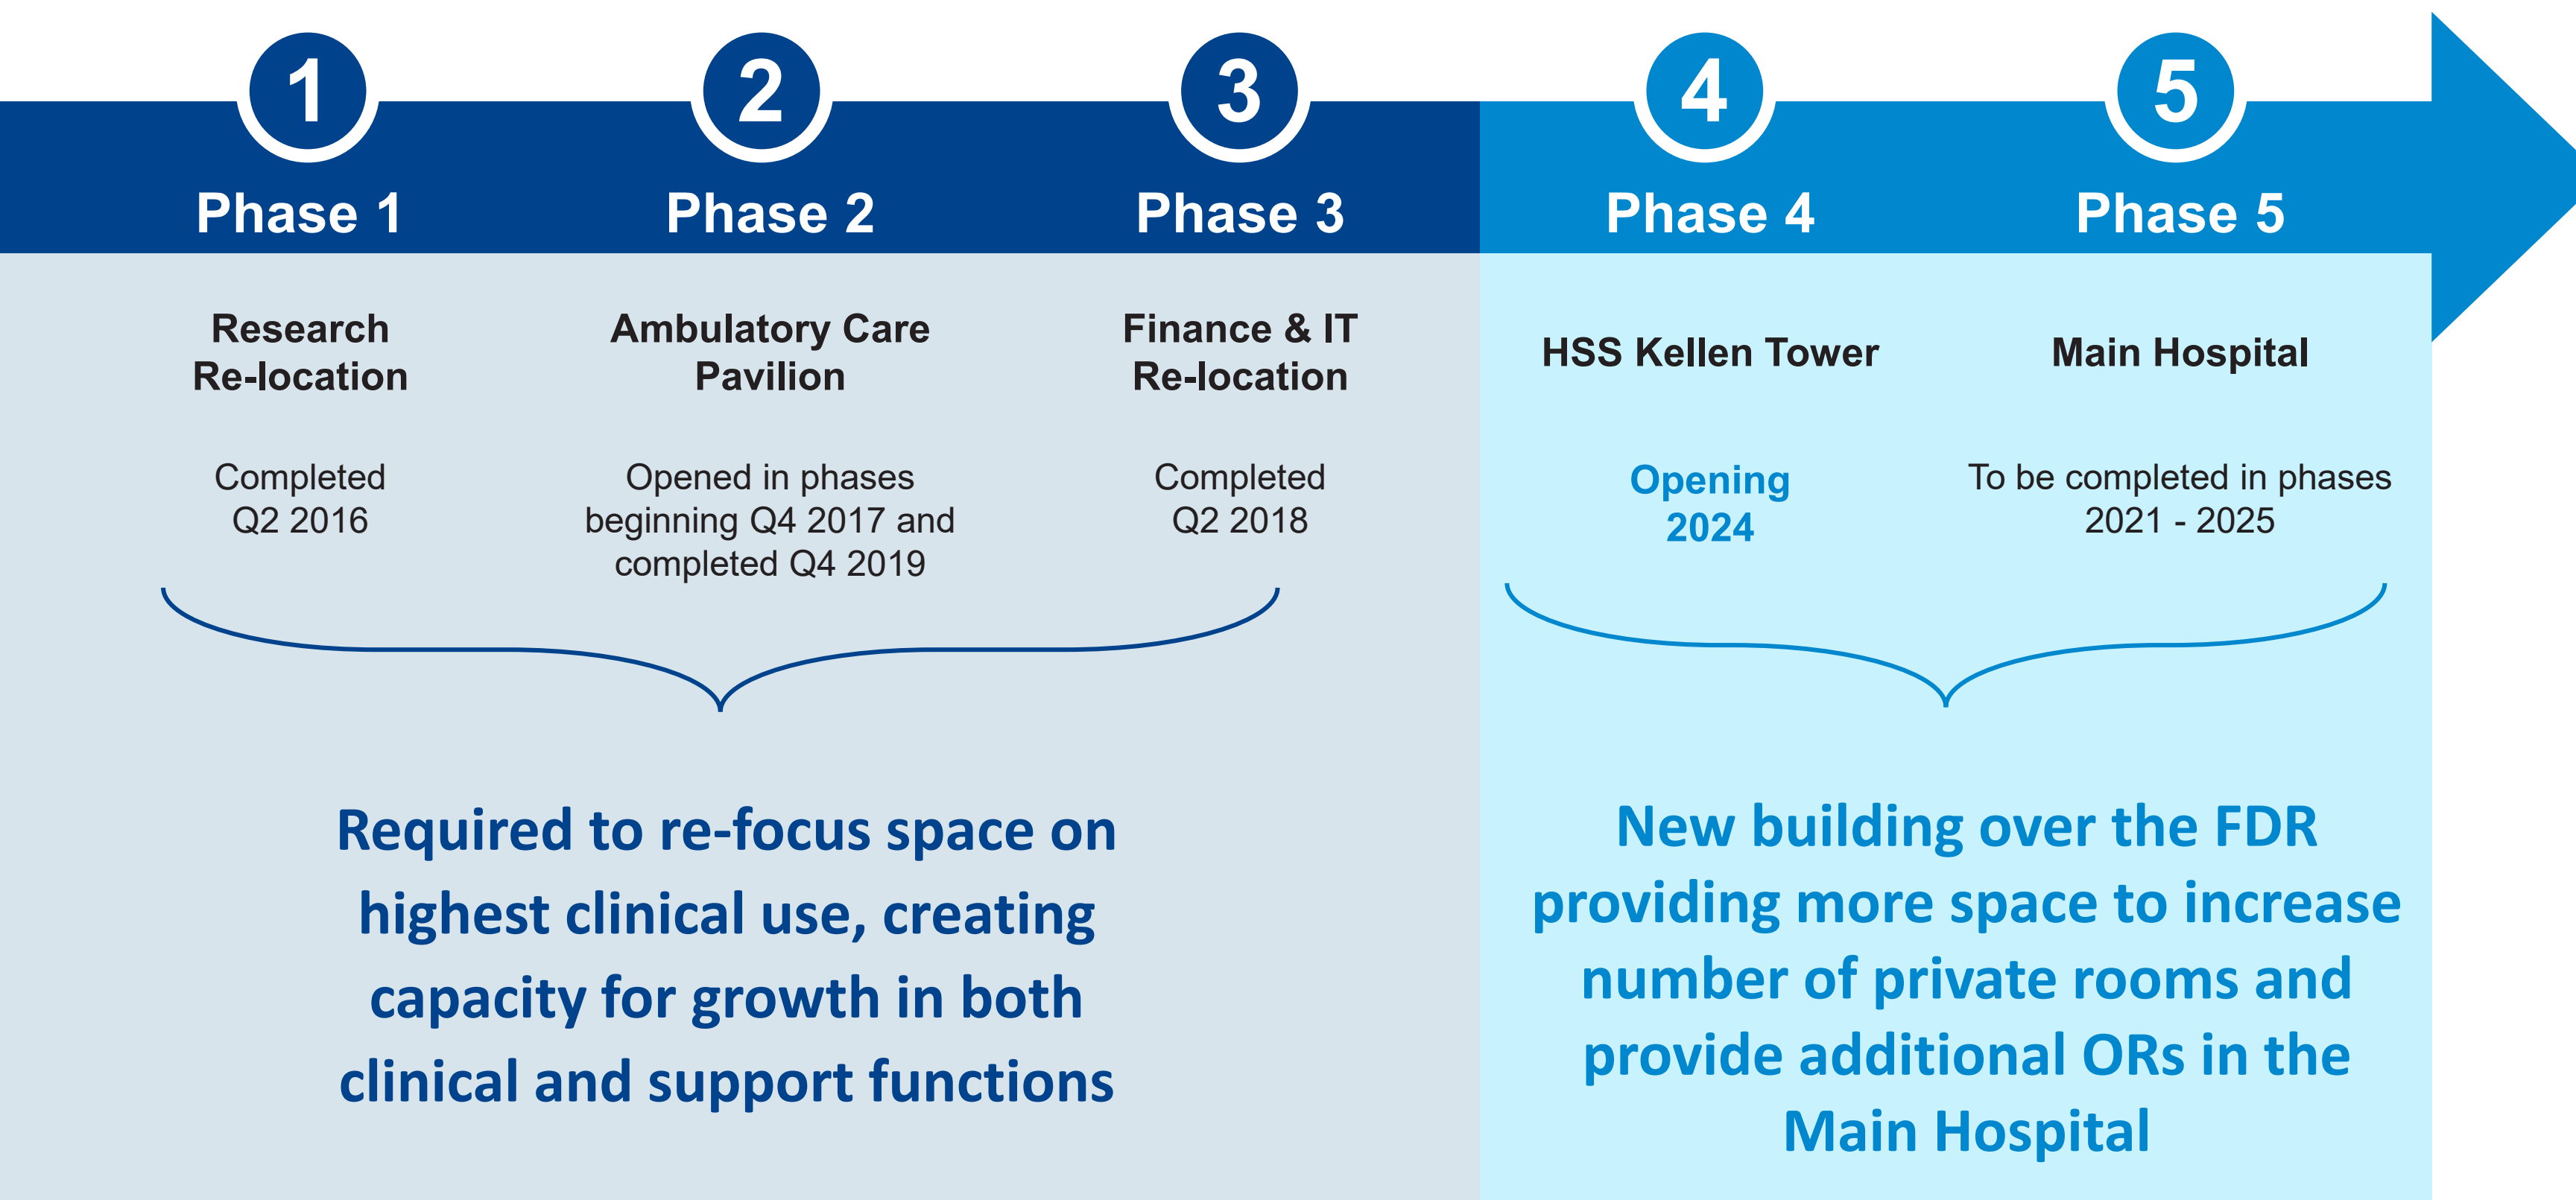 1
Phase 1
Research
Re-location
Completed
Q2 2016
2
Phase 2
Ambulatory Care
Pavilion
Opened in phases
beginning Q4 2017 and
completed Q4 2019
3
Phase 3
Finance & IT
Re-location
Completed
Q2 2018
Required to re-focus space on
highest clinical use, creating
capacity for growth in both
clinical and support functions
4
Phase 4
HSS Kellen Tower
Opening
2024
5
Phase 5
Main Hospital
To be completed in phases
2021 - 2025
New building over the FDR
providing more space to increase
number of private rooms and
provide additional ORs in the
Main Hospital